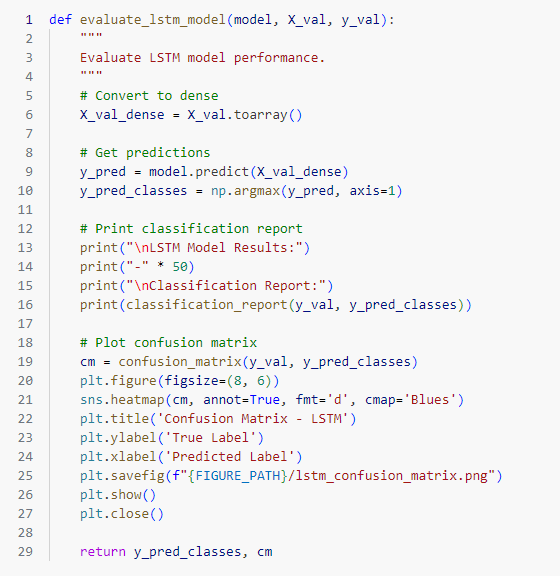 1 def evaluate_lstm_model(model, X_val, y_val):
2     """
3     Evaluate LSTM model performance.
4     """
5     # Convert to dense
6     X_val_dense = X_val.toarray()
7
8     # Get predictions
9     y_pred = model.predict(X_val_dense)
10     y_pred_classes = np.argmax(y_pred, axis=1)
11
12     # Print classification report
13     print("\nLSTM Model Results:")
14     print("-" * 50)
15     print("\nClassification Report:")
16     print(classification_report(y_val, y_pred_classes))
17
18     # Plot confusion matrix
19     cm = confusion_matrix(y_val, y_pred_classes)
20     plt.figure(figsize=(8, 6))
21     sns.heatmap(cm, annot=True, fmt='d', cmap='Blues')
22     plt.title('Confusion Matrix - LSTM')
23     plt.ylabel('True Label')
24     plt.xlabel('Predicted Label')
25     plt.savefig(f"{FIGURE_PATH}/lstm_confusion_matrix.png")
26     plt.show()
27     plt.close()
28
29     return y_pred_classes, cm